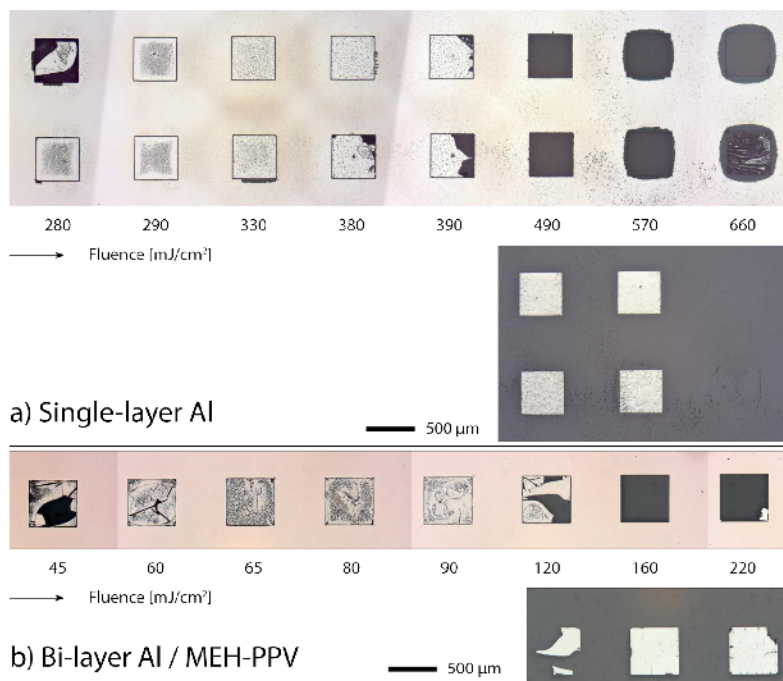 280 290 330 380 390 490 570 660
Fluence [mJ/cm²]
a) Single-layer Al
500 µm
45 60 65 80 90 120 160 220
Fluence [mJ/cm²]
b) Bi-layer Al / MEH-PPV
500 µm